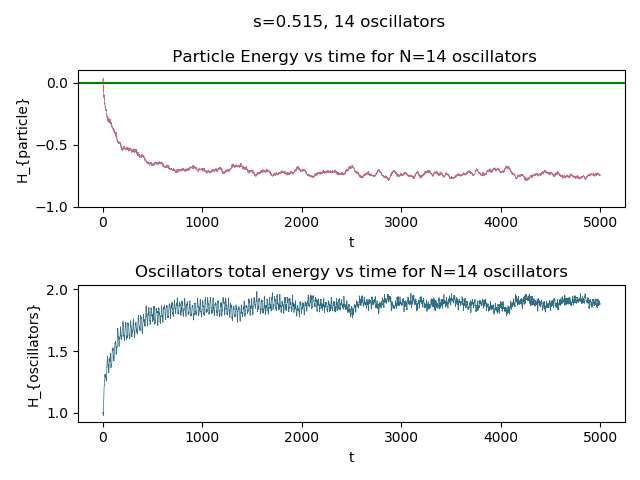 s=0.515, 14 oscillators
Particle Energy vs time for N=14 oscillators
H_{particle}
0.0
−0.5
−1.0
0
1000
2000
3000
4000
5000
t
Oscillators total energy vs time for N=14 oscillators
H_{oscillators}
2.0
1.5
1.0
0
1000
2000
3000
4000
5000
t